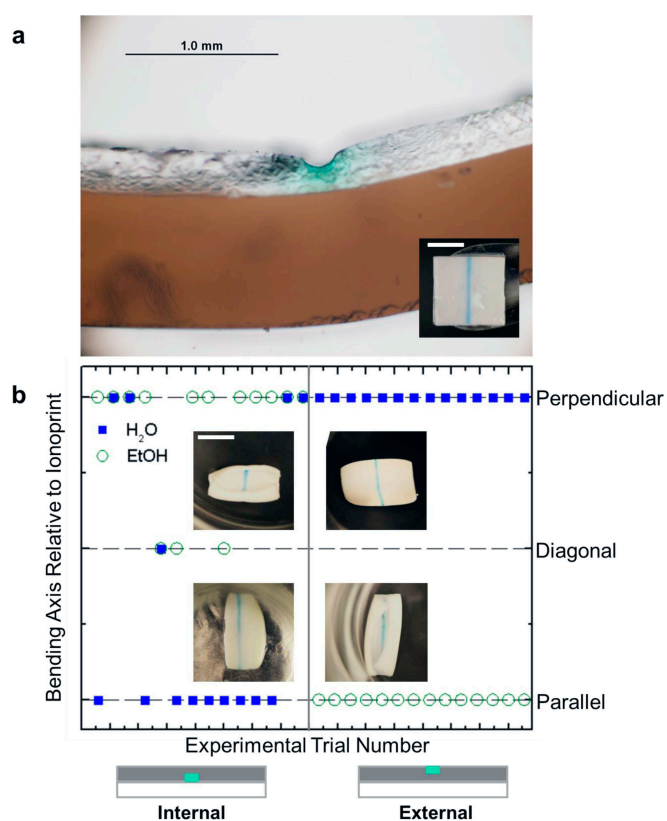 a
1.0 mm
b
Perpendicular
H2O
EtOH
Diagonal
Parallel
Bending Axis Relative to Ionoprint
Experimental Trial Number
Internal
External